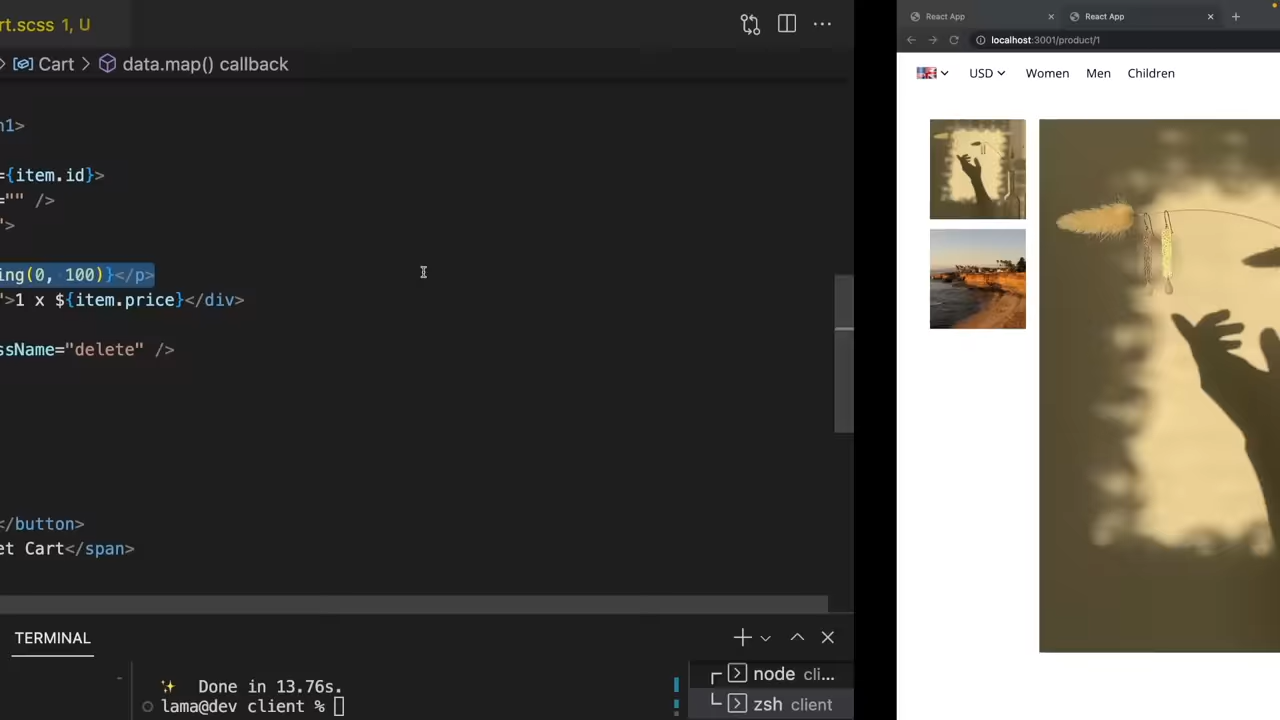 rt.scss 1, U
Cart > data.map() callback
h1>
={item.id}>
="" />
">
ing(0, 100)}</p>
">1 x ${item.price}</div>
ssName="delete" />
</button>
et Cart</span>
TERMINAL
Done in 13.76s.
lama@dev client %
node cli...
zsh client
React App
React App
localhost:3001/product/1
USD
Women
Men
Children